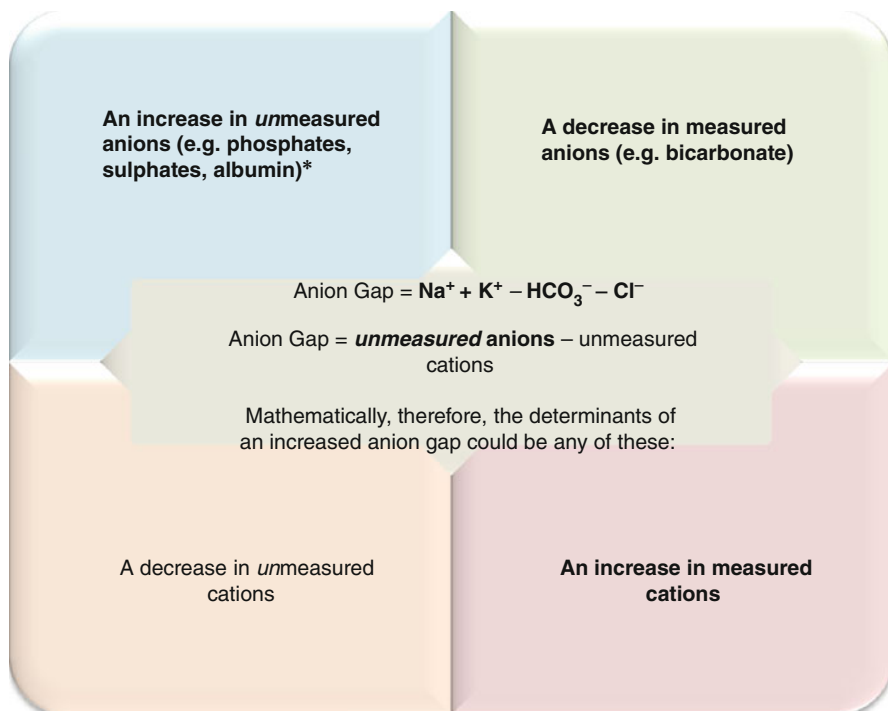 An increase in unmeasured
anions (e.g. phosphates,
sulphates, albumin)*
A decrease in measured
anions (e.g. bicarbonate)
Anion Gap = Na⁺ + K⁺ – HCO₃⁻ – Cl⁻
Anion Gap = unmeasured anions – unmeasured
cations
Mathematically, therefore, the determinants of
an increased anion gap could be any of these:
A decrease in unmeasured
cations
An increase in measured
cations